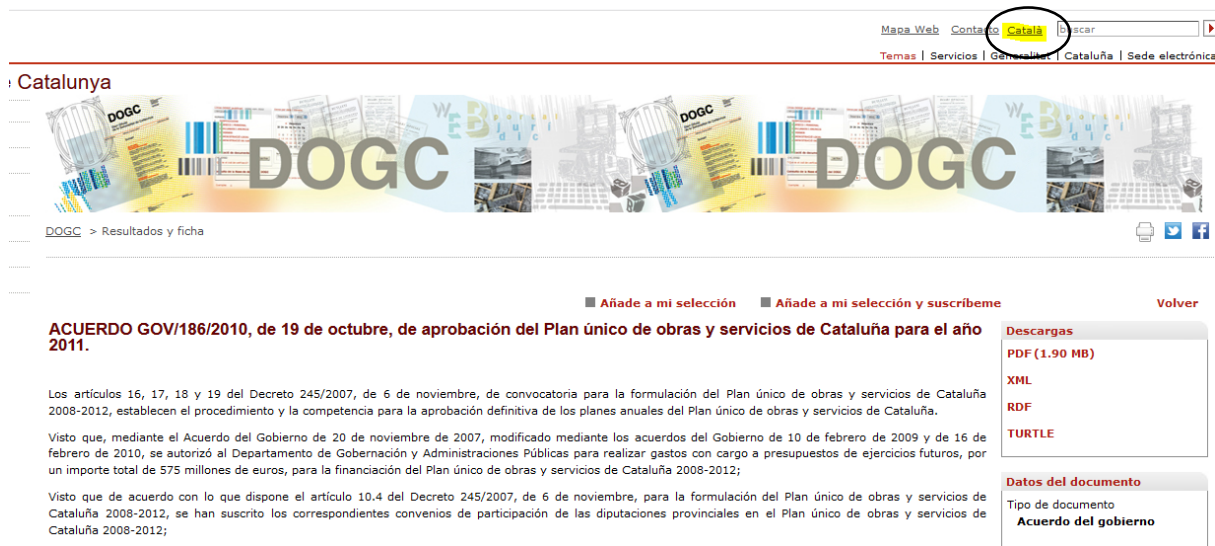 Mapa Web Contacto Català buscar
Temas | Servicios | Generalitat | Cataluña | Sede electrónica
Catalunya
DOGC
DOGC
WEB
DOGC
DOGC
WEB
DOGC > Resultados y ficha
Añade a mi selección Añade a mi selección y suscríbeme Volver
ACUERDO GOV/186/2010, de 19 de octubre, de aprobación del Plan único de obras y servicios de Cataluña para el año
2011.
Los artículos 16, 17, 18 y 19 del Decreto 245/2007, de 6 de noviembre, de convocatoria para la formulación del Plan único de obras y servicios de Cataluña
2008-2012, establecen el procedimiento y la competencia para la aprobación definitiva de los planes anuales del Plan único de obras y servicios de Cataluña.
Visto que, mediante el Acuerdo del Gobierno de 20 de noviembre de 2007, modificado mediante los acuerdos del Gobierno de 10 de febrero de 2009 y de 16 de
febrero de 2010, se autorizó al Departamento de Gobernación y Administraciones Públicas para realizar gastos con cargo a presupuestos de ejercicios futuros, por
un importe total de 575 millones de euros, para la financiación del Plan único de obras y servicios de Cataluña 2008-2012;
Visto que de acuerdo con lo que dispone el artículo 10.4 del Decreto 245/2007, de 6 de noviembre, para la formulación del Plan único de obras y servicios de
Cataluña 2008-2012, se han suscrito los correspondientes convenios de participación de las diputaciones provinciales en el Plan único de obras y servicios de
Cataluña 2008-2012;
Descargas
PDF (1.90 MB)
XML
RDF
TURTLE
Datos del documento
Tipo de documento
Acuerdo del gobierno